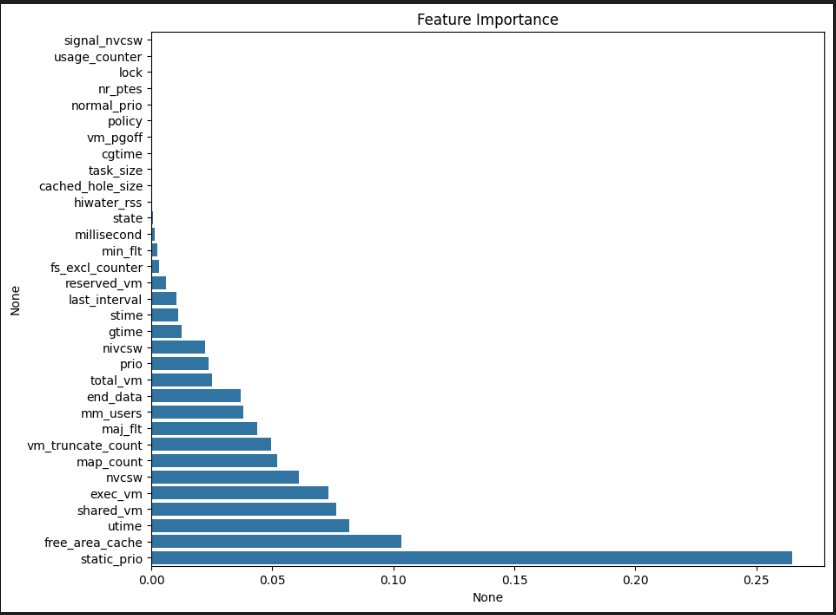 Feature Importance
signal_nvcsw
usage_counter
lock
nr_ptes
normal_prio
policy
vm_pgoff
cgtime
task_size
cached_hole_size
hiwater_rss
state
millisecond
min_flt
fs_excl_counter
reserved_vm
last_interval
stime
gtime
nivcsw
prio
total_vm
end_data
mm_users
maj_flt
vm_truncate_count
map_count
nvcsw
exec_vm
shared_vm
utime
free_area_cache
static_prio
None
0.00 0.05 0.10 0.15 0.20 0.25
None